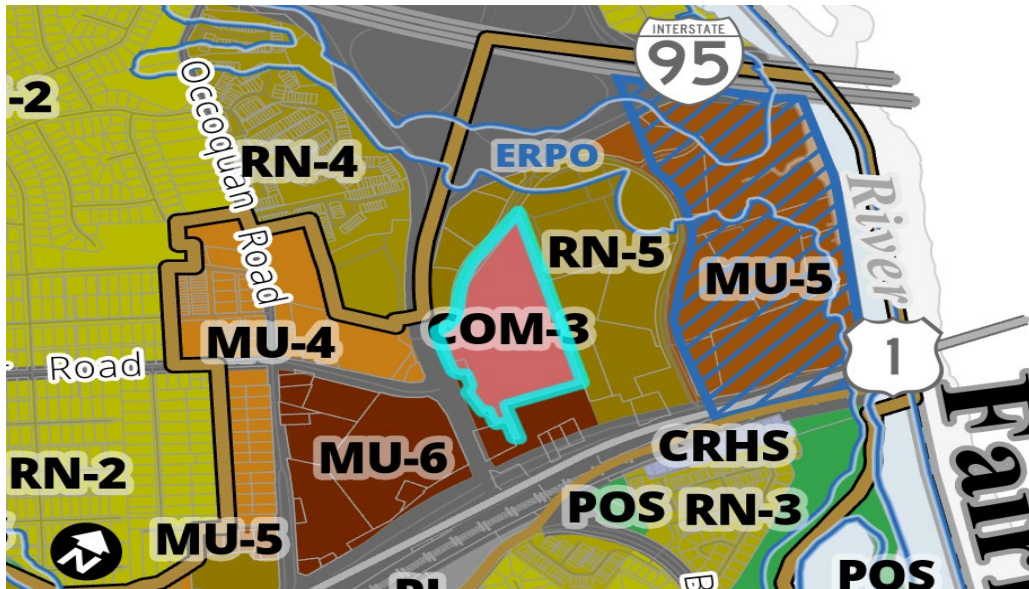 INTERSTATE
95
-2
Occoquan Road
RN-4
ERPO
River
RN-5
MU-5
COM-3
MU-4
Road
1
MU-6
CRHS
RN-2
POS
RN-3
MU-5
N
POS